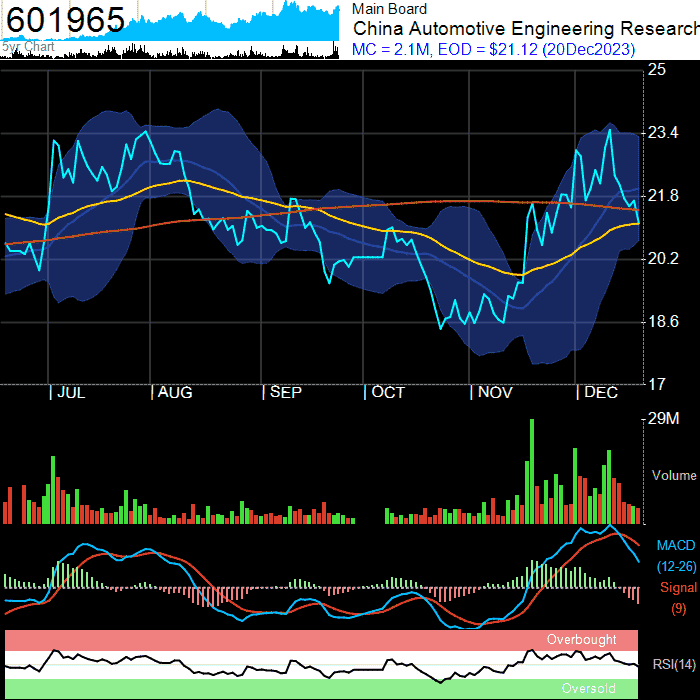 601965
5yr Chart
Main Board
China Automotive Engineering Research
MC = 2.1M, EOD = $21.12 (20Dec2023)
25
23.4
21.8
20.2
18.6
17
| JUL | AUG | SEP | OCT | NOV | DEC
29M
Volume
MACD
(12-26)
Signal
(9)
Overbought
RSI(14)
Oversold